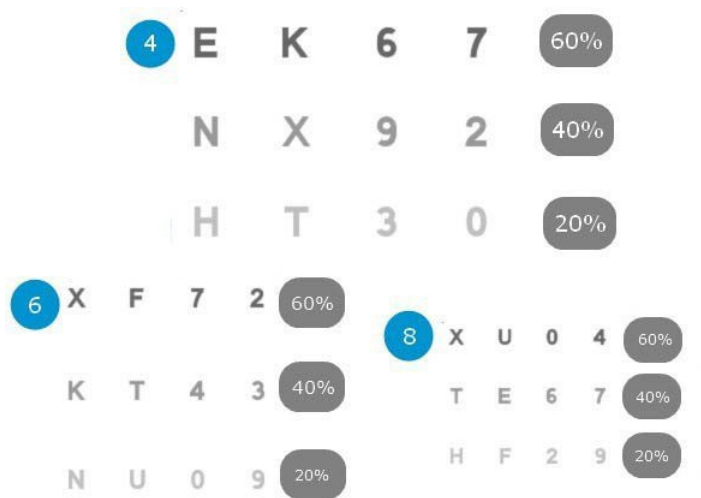 4 E K 6 7 60%
N X 9 2 40%
H T 3 0 20%
6 X F 7 2 60%
K T 4 3 40%
N U 0 9 20%
8 X U 0 4 60%
T E 6 7 40%
H F 2 9 20%